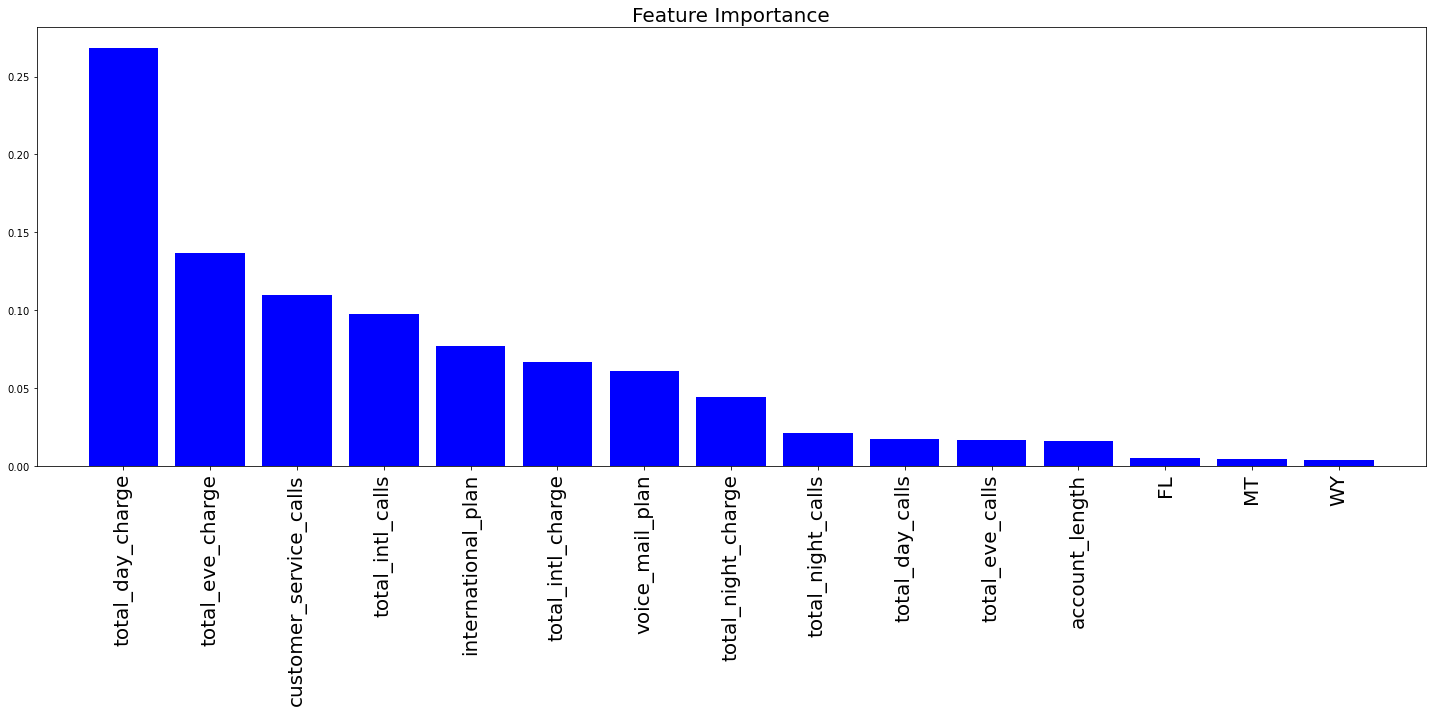 Feature Importance
0.25
0.20
0.15
0.10
0.05
0.00
total_day_charge
total_eve_charge
customer_service_calls
total_intl_calls
international_plan
total_intl_charge
voice_mail_plan
total_night_charge
total_night_calls
total_day_calls
total_eve_calls
account_length
FL
MT
WY